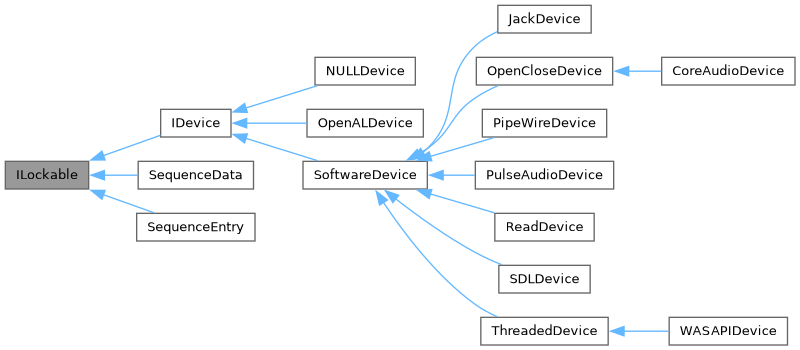 JackDevice
NULLDevice
OpenCloseDevice
CoreAudioDevice
IDevice
OpenALDevice
PipeWireDevice
ILockable
SequenceData
SoftwareDevice
PulseAudioDevice
SequenceEntry
ReadDevice
SDLDevice
ThreadedDevice
WASAPIDevice